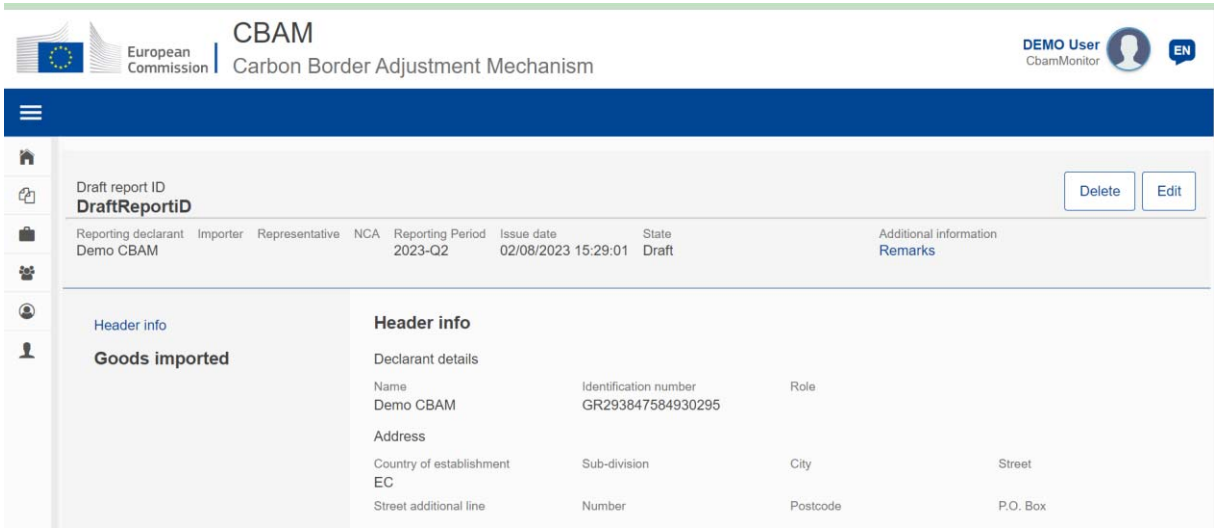 European
Commission
CBAM
Carbon Border Adjustment Mechanism
DEMO User
CbamMonitor
EN
Draft report ID
DraftReportiD
Delete
Edit
Reporting declarant Importer Representative NCA Reporting Period Issue date State Additional information
Demo CBAM 2023-Q2 02/08/2023 15:29:01 Draft Remarks
Header info
Goods imported
Header info
Declarant details
Name Identification number Role
Demo CBAM GR293847584930295
Address
Country of establishment Sub-division City Street
EC
Street additional line Number Postcode P.O. Box